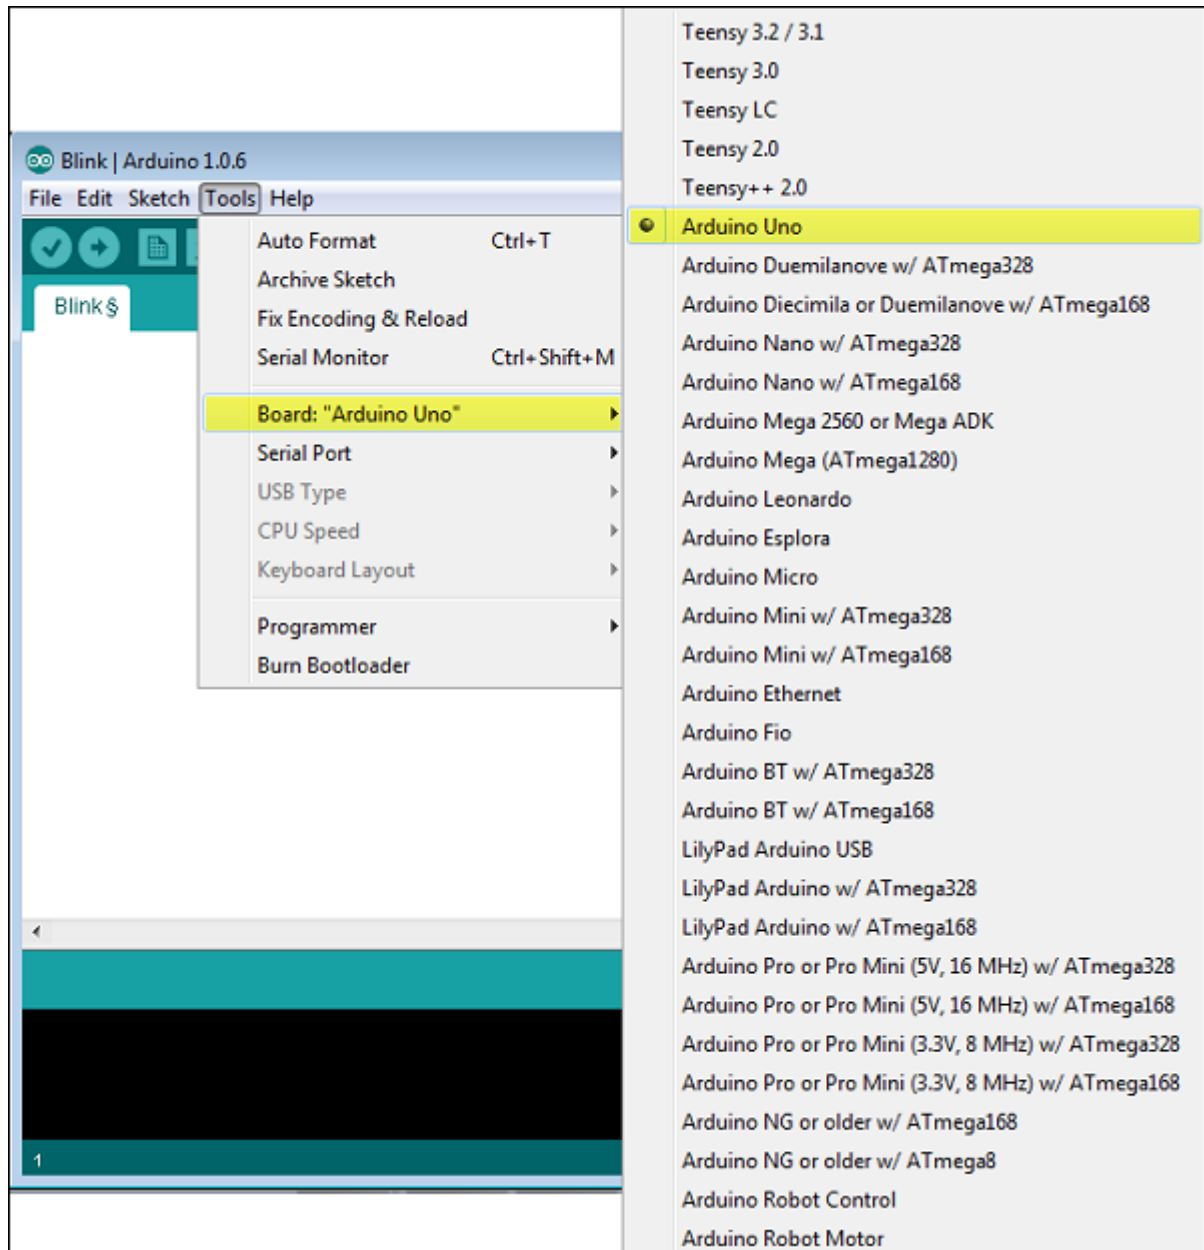 Blink | Arduino 1.0.6
File Edit Sketch Tools Help
Blink §
Auto Format Ctrl+T
Archive Sketch
Fix Encoding & Reload
Serial Monitor Ctrl+Shift+M
Board: "Arduino Uno"
Serial Port
USB Type
CPU Speed
Keyboard Layout
Programmer
Burn Bootloader
1
Teensy 3.2 / 3.1
Teensy 3.0
Teensy LC
Teensy 2.0
Teensy++ 2.0
Arduino Uno
Arduino Duemilanove w/ ATmega328
Arduino Diecimila or Duemilanove w/ ATmega168
Arduino Nano w/ ATmega328
Arduino Nano w/ ATmega168
Arduino Mega 2560 or Mega ADK
Arduino Mega (ATmega1280)
Arduino Leonardo
Arduino Esplora
Arduino Micro
Arduino Mini w/ ATmega328
Arduino Mini w/ ATmega168
Arduino Ethernet
Arduino Fio
Arduino BT w/ ATmega328
Arduino BT w/ ATmega168
LilyPad Arduino USB
LilyPad Arduino w/ ATmega328
LilyPad Arduino w/ ATmega168
Arduino Pro or Pro Mini (5V, 16 MHz) w/ ATmega328
Arduino Pro or Pro Mini (5V, 16 MHz) w/ ATmega168
Arduino Pro or Pro Mini (3.3V, 8 MHz) w/ ATmega328
Arduino Pro or Pro Mini (3.3V, 8 MHz) w/ ATmega168
Arduino NG or older w/ ATmega168
Arduino NG or older w/ ATmega8
Arduino Robot Control
Arduino Robot Motor